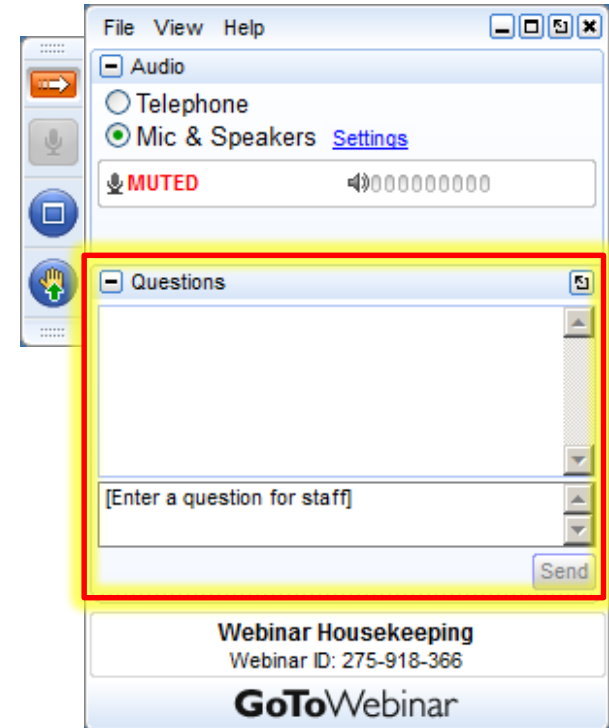 File View Help
Audio
Telephone
Mic & Speakers Settings
MUTED 000000000
Questions
[Enter a question for staff]
Send
Webinar Housekeeping
Webinar ID: 275-918-366
GoToWebinar